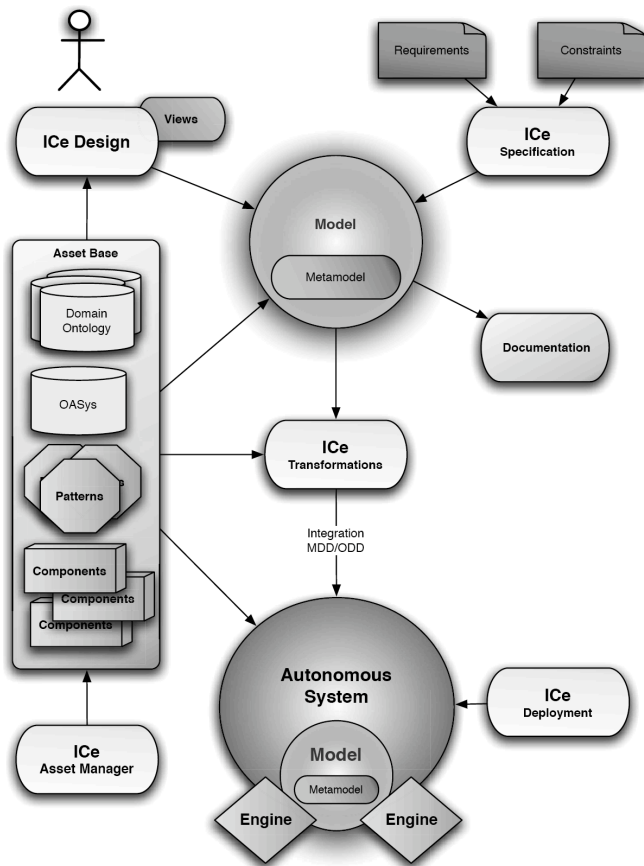 Requirements
Constraints
Views
ICe Design
ICe
Specification
Model
Metamodel
Asset Base
Domain
Ontology
Documentation
OASys
ICe
Transformations
Patterns
Integration
MDD/ODD
Components
Components
Components
Autonomous
System
ICe
Deployment
ICe
Asset Manager
Model
Metamodel
Engine
Engine